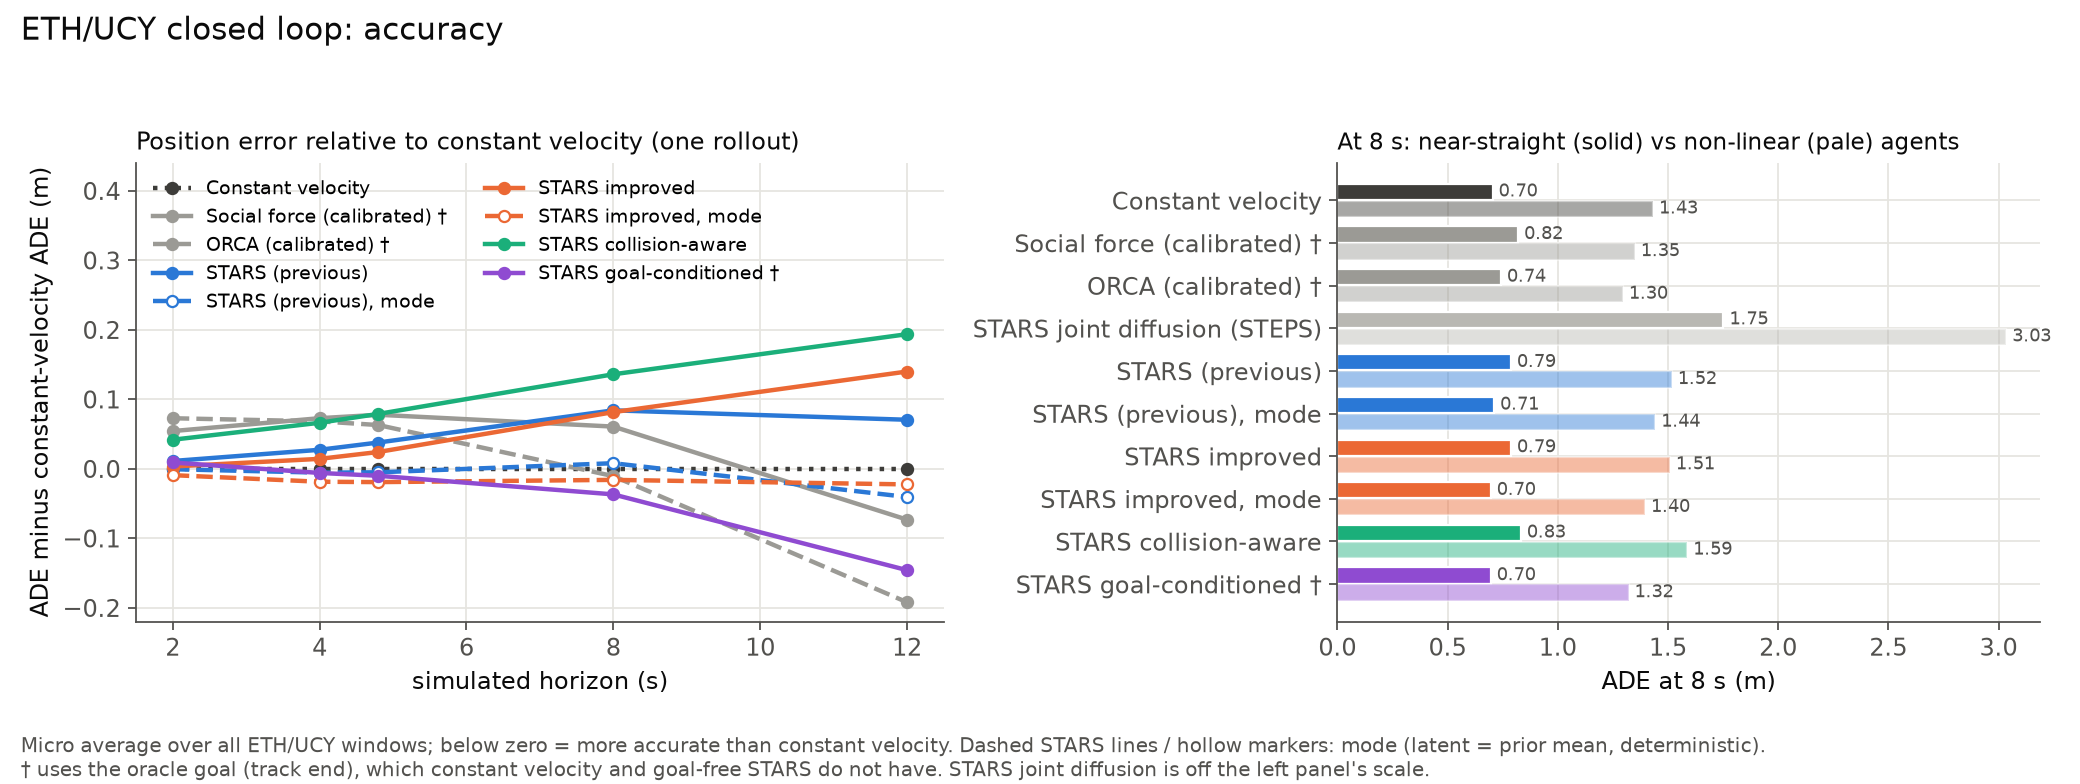 ETH/UCY closed loop: accuracy
Position error relative to constant velocity (one rollout)
ADE minus constant-velocity ADE (m)
0.4
0.3
0.2
0.1
0.0
−0.1
−0.2
Constant velocity
Social force (calibrated) †
ORCA (calibrated) †
STARS (previous)
STARS (previous), mode
STARS improved
STARS improved, mode
STARS collision-aware
STARS goal-conditioned †
2 4 6 8 10 12
simulated horizon (s)
At 8 s: near-straight (solid) vs non-linear (pale) agents
Constant velocity 0.70
1.43
Social force (calibrated) † 0.82
1.35
ORCA (calibrated) † 0.74
1.30
STARS joint diffusion (STEPS) 1.75
3.03
STARS (previous) 0.79
1.52
STARS (previous), mode 0.71
1.44
STARS improved 0.79
1.51
STARS improved, mode 0.70
1.40
STARS collision-aware 0.83
1.59
STARS goal-conditioned † 0.70
1.32
0.0 0.5 1.0 1.5 2.0 2.5 3.0
ADE at 8 s (m)
Micro average over all ETH/UCY windows; below zero = more accurate than constant velocity. Dashed STARS lines / hollow markers: mode (latent = prior mean, deterministic).
† uses the oracle goal (track end), which constant velocity and goal-free STARS do not have. STARS joint diffusion is off the left panel's scale.